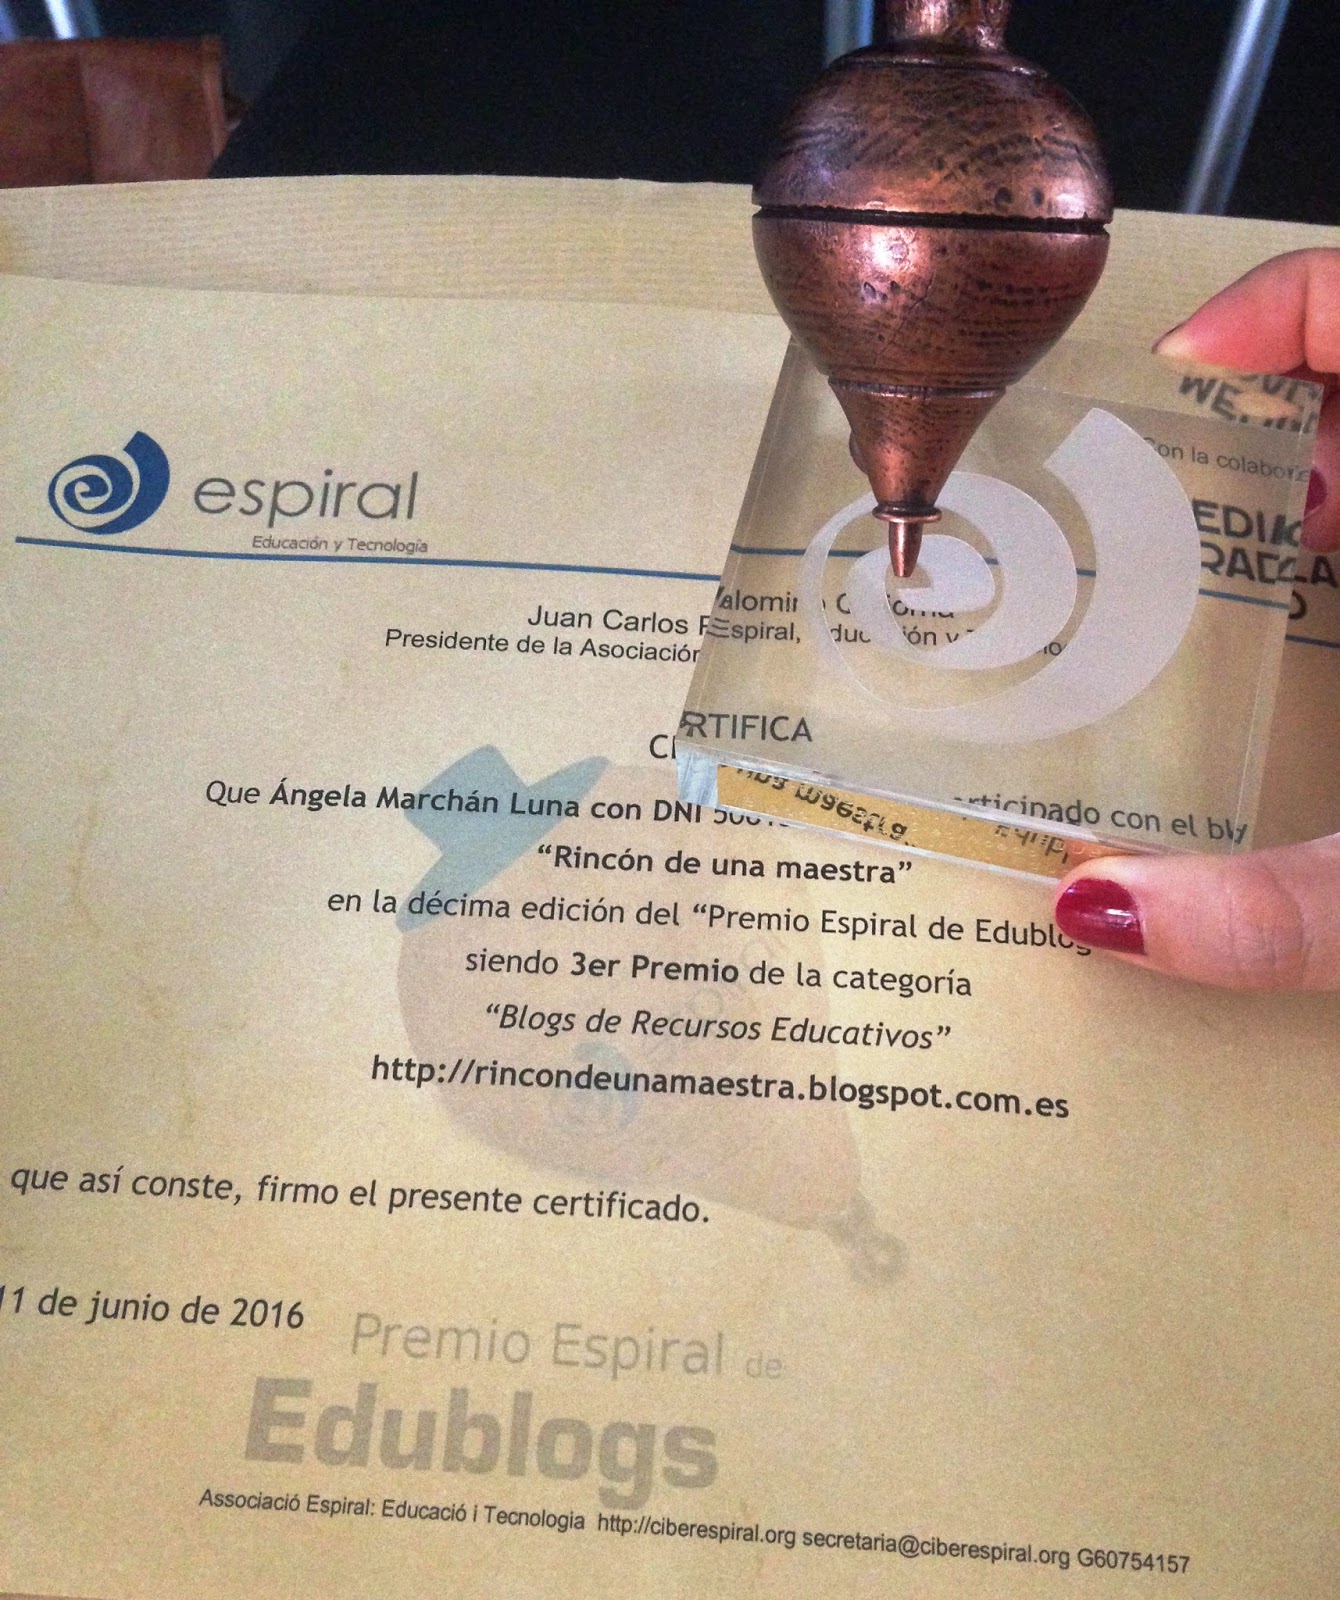 espiral
Educación y Tecnología
on la colabor
Juan Carlos
Presidente de la Asociación Espiral,
RTIFICA
Que Ángela Marchán Luna con DNI
con el
“Rincón de una maestra”
en la décima edición del “Premio Espiral de Edublog
siendo 3er Premio de la categoría
“Blogs de Recursos Educativos”
http://rincondeunamaestra.blogspot.com.es
que así conste, firmo el presente certificado.
11 de junio de 2016
Premio Espiral de
Edublogs
Associació Espiral: Educació i Tecnologia http://ciberespiral.org secretaria@ciberespiral.org G60754157